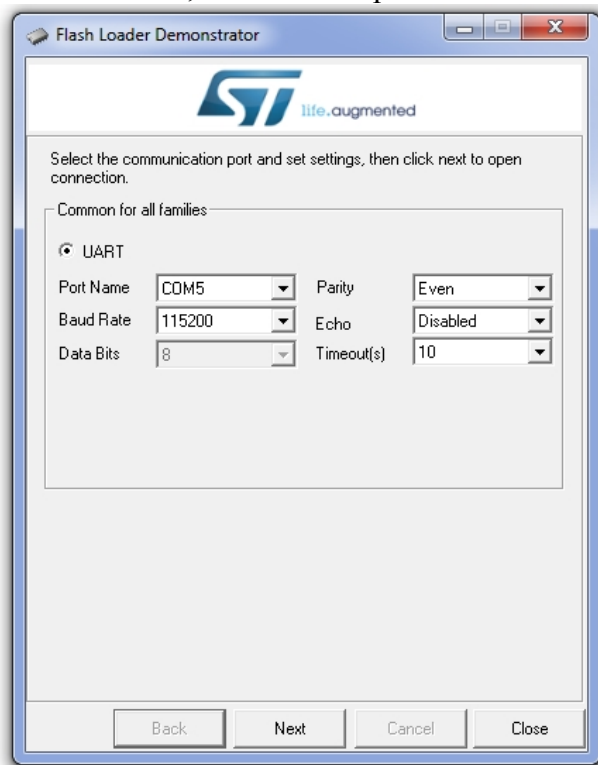 Flash Loader Demonstrator
life.augmented
Select the communication port and set settings, then click next to open
connection.
Common for all families
UART
Port Name COM5 Parity Even
Baud Rate 115200 Echo Disabled
Data Bits 8 Timeout(s) 10
Back Next Cancel Close